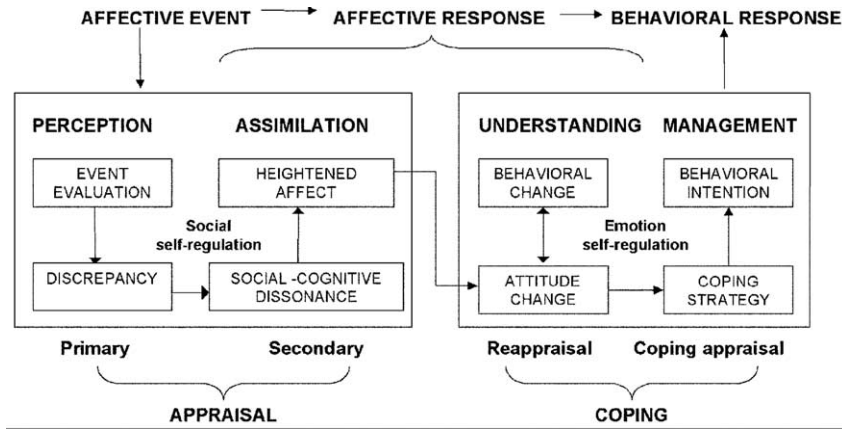 AFFECTIVE EVENT AFFECTIVE RESPONSE BEHAVIORAL RESPONSE
PERCEPTION ASSIMILATION UNDERSTANDING MANAGEMENT
EVENT
EVALUATION
HEIGHTENED
AFFECT
BEHAVIORAL
CHANGE
BEHAVIORAL
INTENTION
Social
self-regulation
Emotion
self-regulation
DISCREPANCY
SOCIAL -COGNITIVE
DISSONANCE
ATTITUDE
CHANGE
COPING
STRATEGY
Primary Secondary Reappraisal Coping appraisal
APPRAISAL COPING